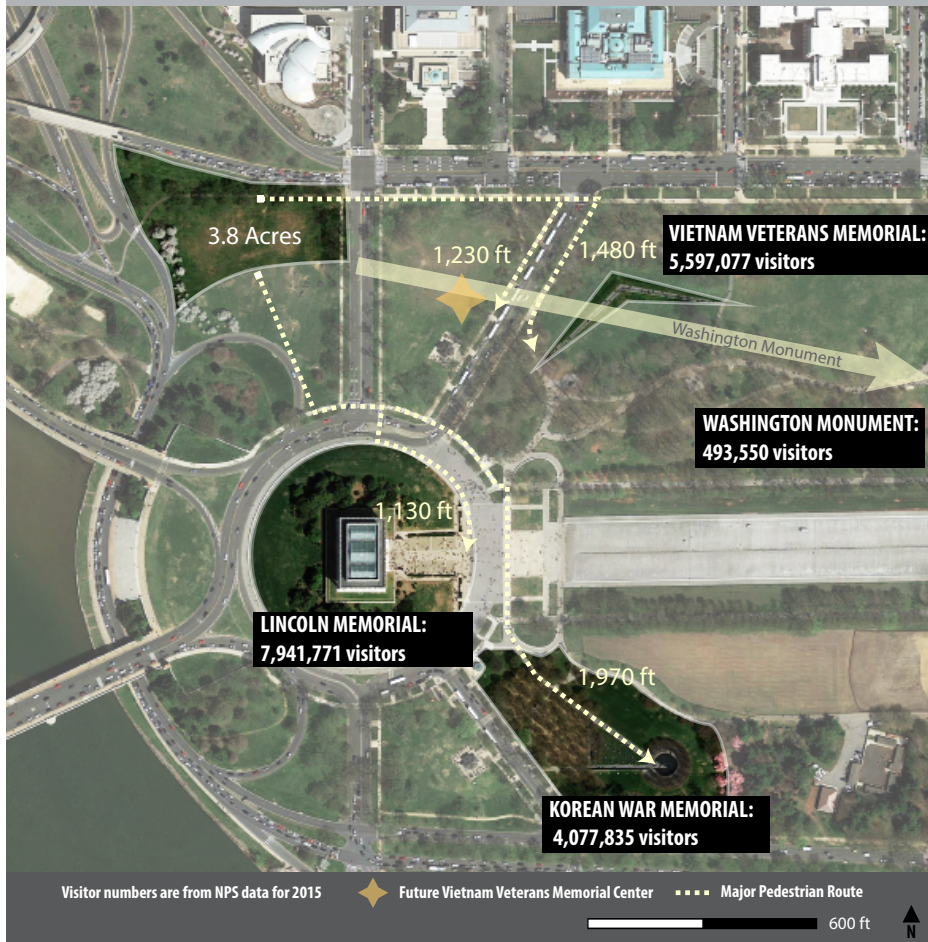 3.8 Acres
1,230 ft
1,480 ft
VIETNAM VETERANS MEMORIAL:
5,597,077 visitors
Washington Monument
WASHINGTON MONUMENT:
493,550 visitors
1,130 ft
LINCOLN MEMORIAL:
7,941,771 visitors
1,970 ft
KOREAN WAR MEMORIAL:
4,077,835 visitors
Visitor numbers are from NPS data for 2015
Future Vietnam Veterans Memorial Center
Major Pedestrian Route
600 ft
N